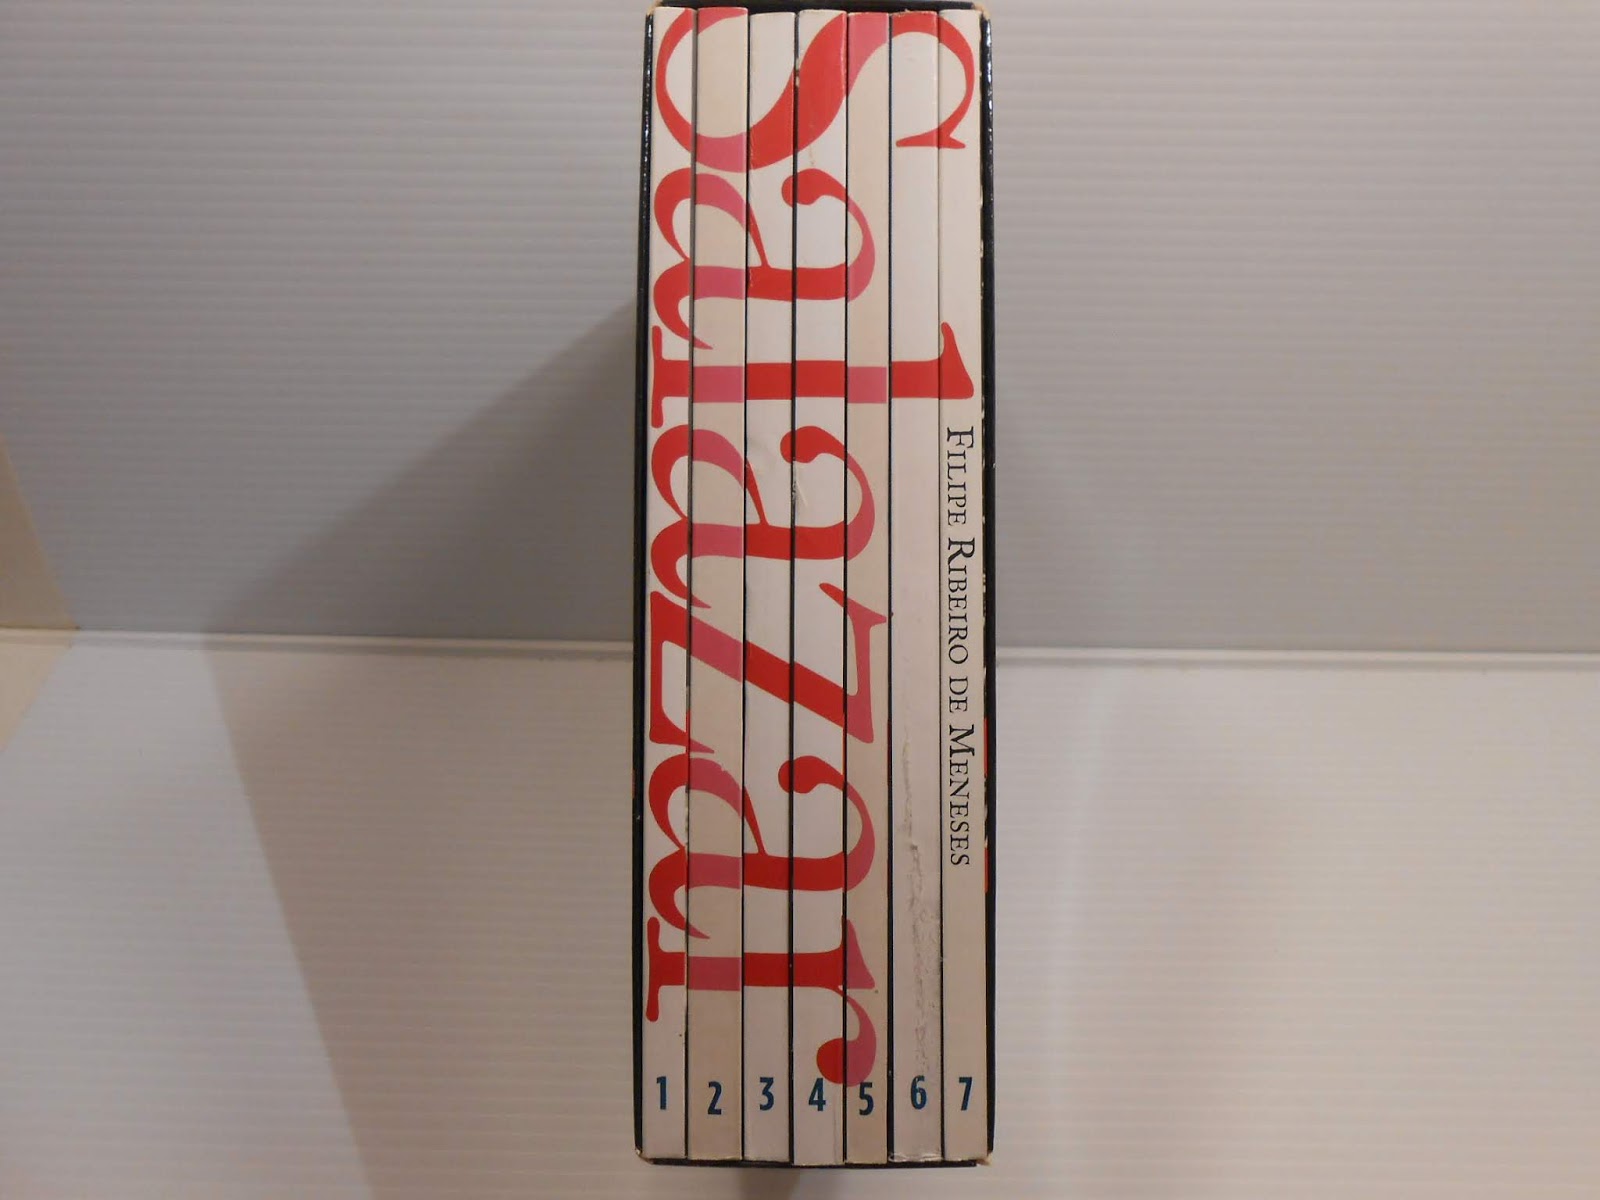 Salazar
FILIPE RIBEIRO DE MENESES
1 2 3 4 5 6 7